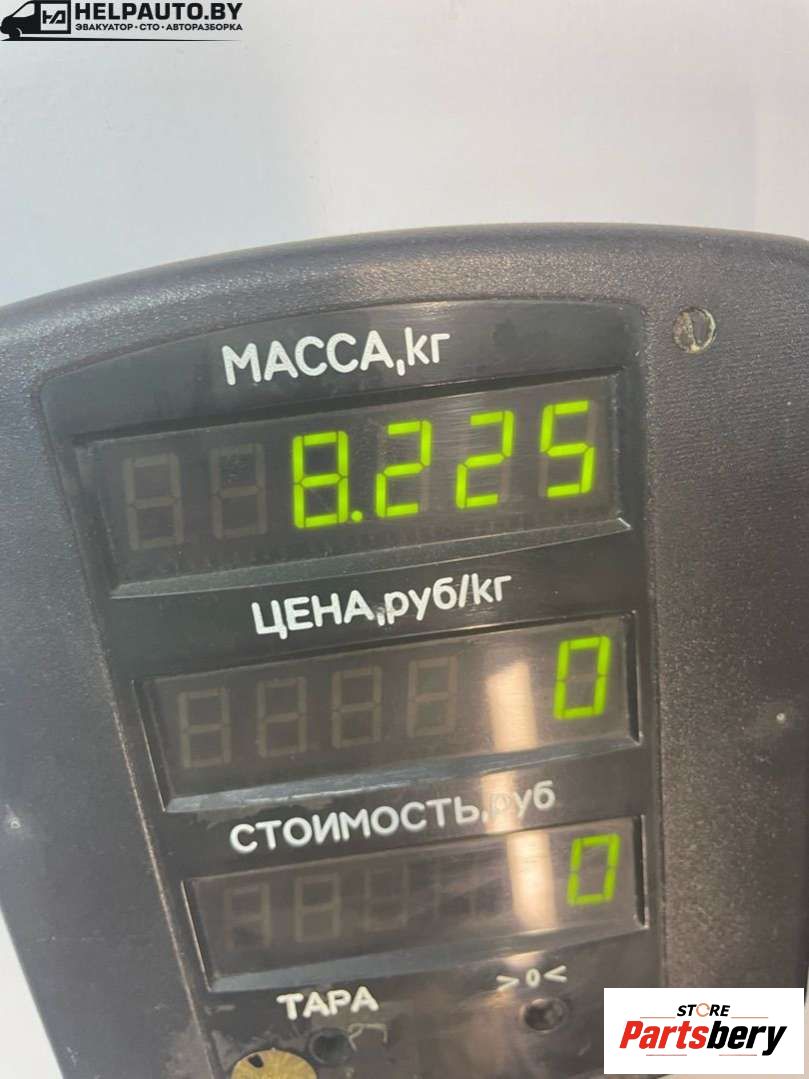 HELPAUTO.BY
ЭВАКУАТОР•СТО•АВТОРАЗБОРКА
МАССА,кг
8.225
ЦЕНА,руб/кг
0
СТОИМОСТЬ,руб
0
ТАРА >0<
STORE
Partsbery